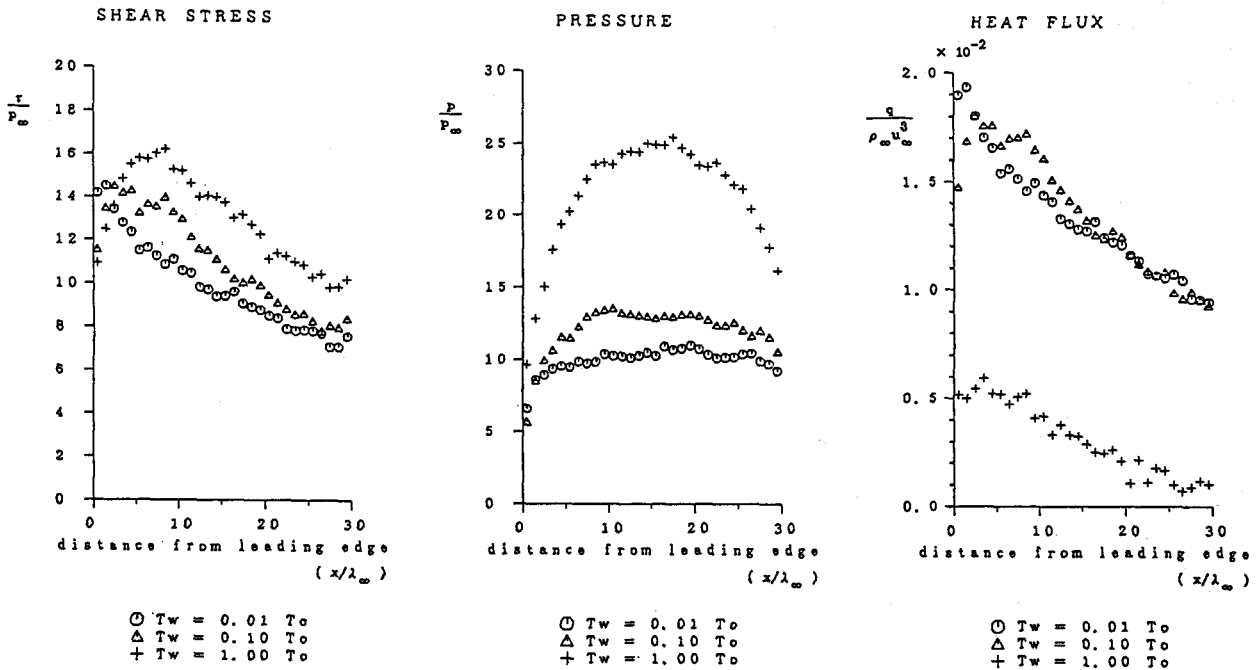 SHEAR STRESS
τ
p∞
20
18
16
14
12
10
8
6
4
2
0
0 10 20 30
distance from leading edge
( x/λ∞ )
Tw = 0.01 To
Tw = 0.10 To
Tw = 1.00 To
PRESSURE
p
p∞
30
25
20
15
10
5
0
0 10 20 30
distance from leading edge
( x/λ∞ )
Tw = 0.01 To
Tw = 0.10 To
Tw = 1.00 To
HEAT FLUX
× 10⁻²
q
ρ∞u∞³
2.0
1.5
1.0
0.5
0.0
0 10 20 30
distance from leading edge
( x/λ∞ )
Tw = 0.01 To
Tw = 0.10 To
Tw = 1.00 To